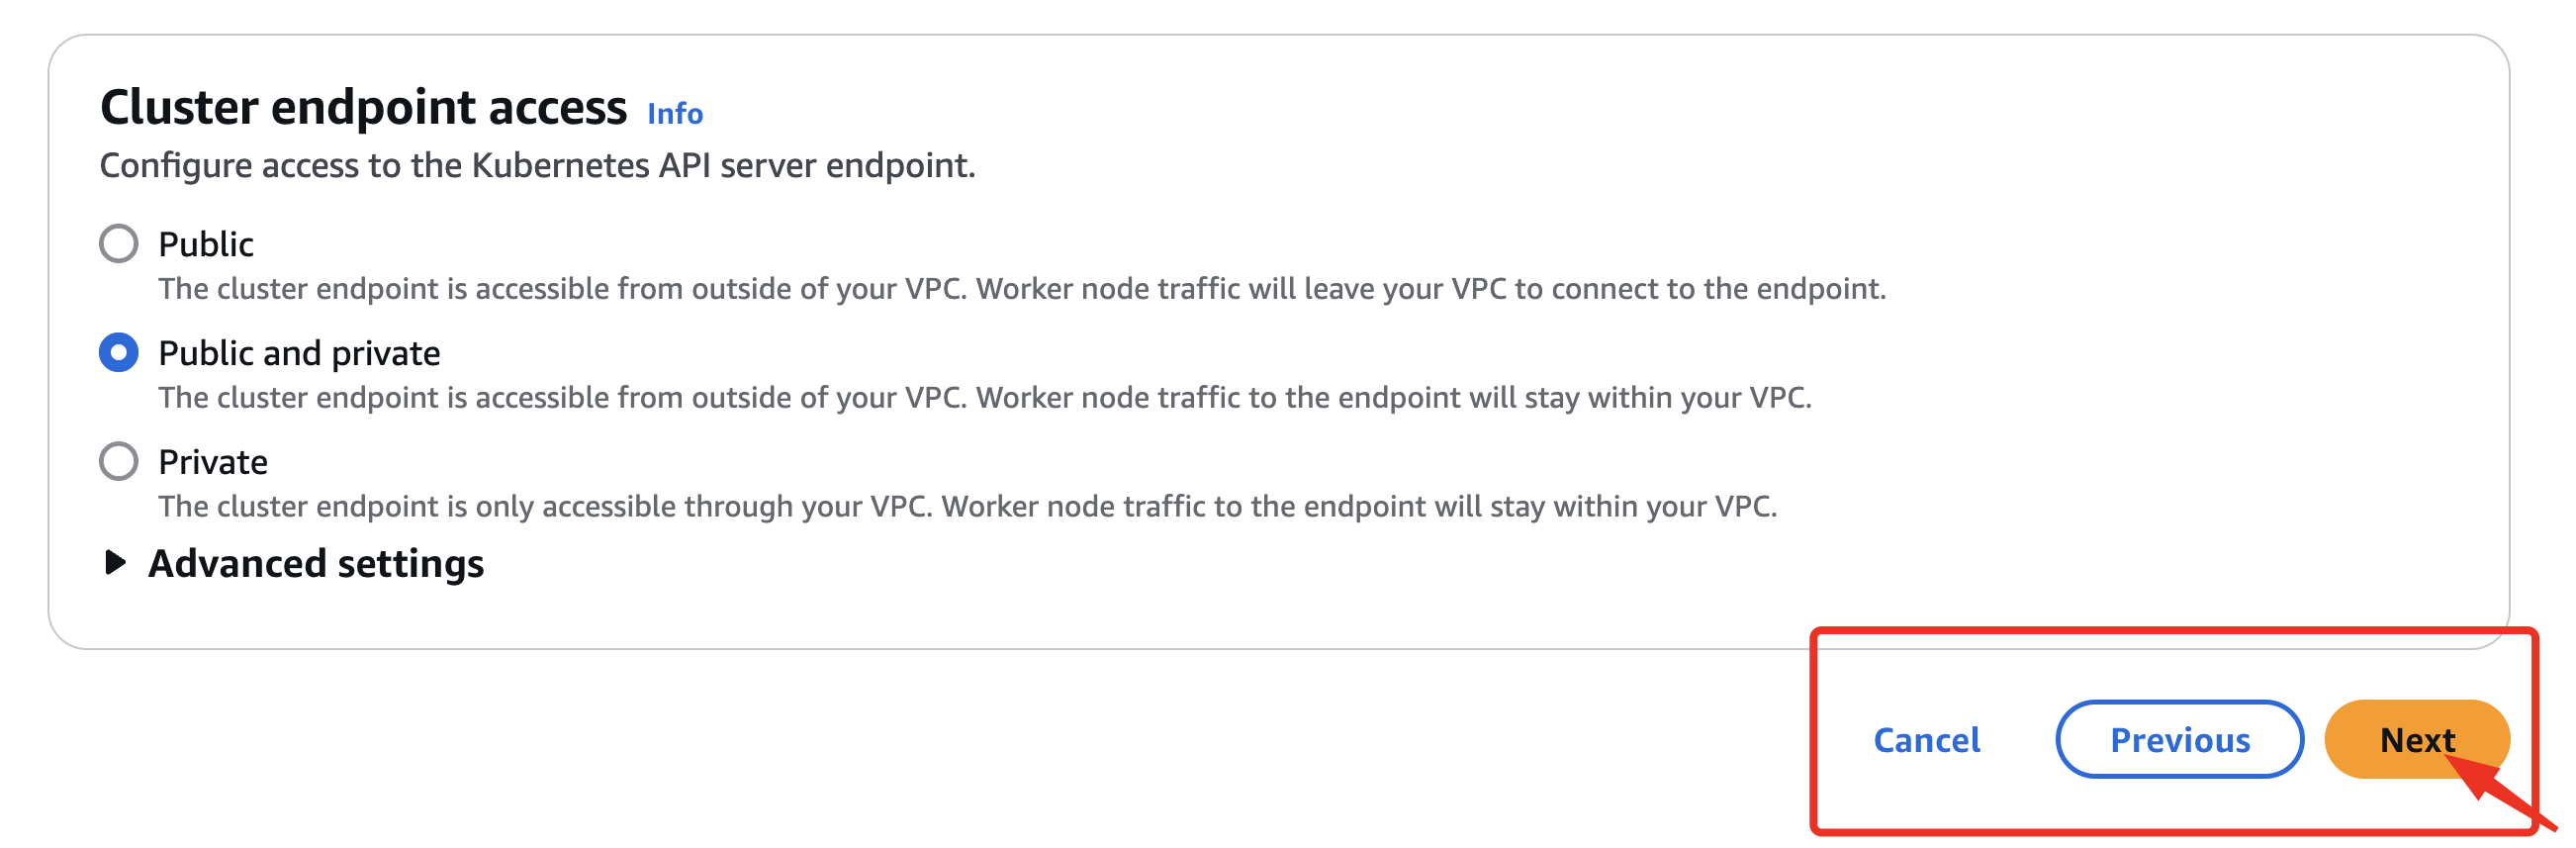 Cluster endpoint access Info
Configure access to the Kubernetes API server endpoint.
Public
The cluster endpoint is accessible from outside of your VPC. Worker node traffic will leave your VPC to connect to the endpoint.
Public and private
The cluster endpoint is accessible from outside of your VPC. Worker node traffic to the endpoint will stay within your VPC.
Private
The cluster endpoint is only accessible through your VPC. Worker node traffic to the endpoint will stay within your VPC.
Advanced settings
Cancel Previous Next